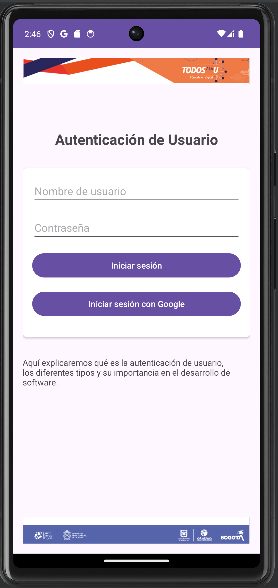 2:46
TODOS
U
Autenticación de Usuario
Nombre de usuario
Contraseña
Iniciar sesión
Iniciar sesión con Google
Aquí explicaremos qué es la autenticación de usuario,
los diferentes tipos y su importancia en el desarrollo de
software.
BOGOTÁ